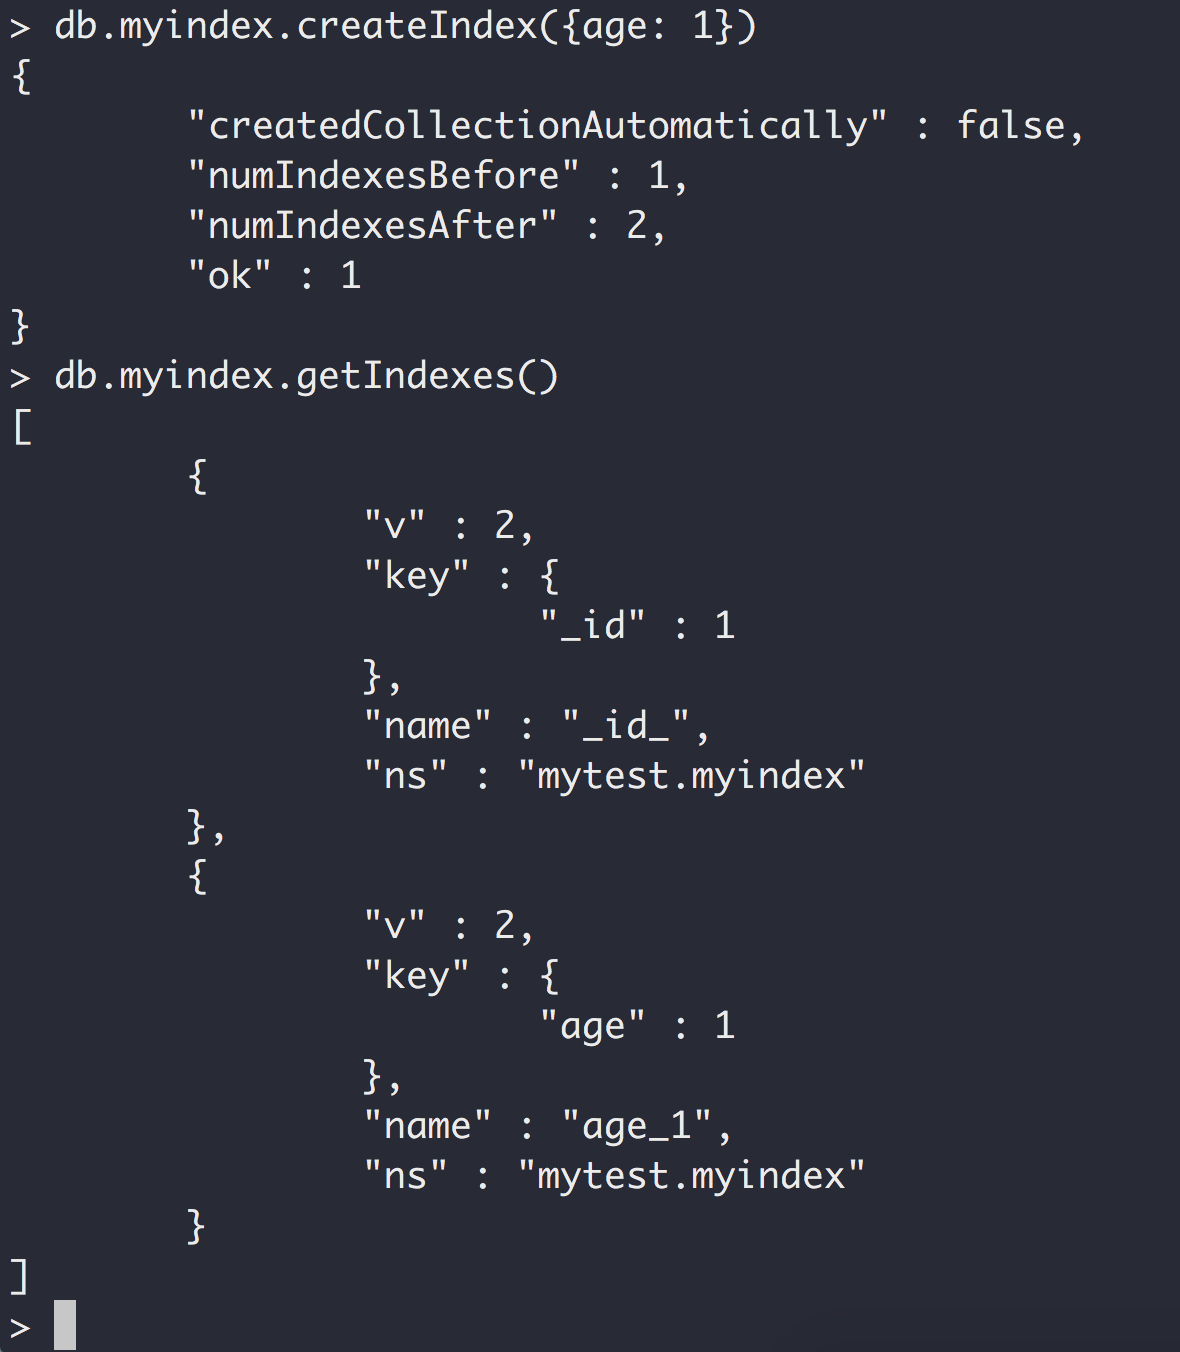 > db.myindex.createIndex({age: 1})
{
        "createdCollectionAutomatically" : false,
        "numIndexesBefore" : 1,
        "numIndexesAfter" : 2,
        "ok" : 1
}
> db.myindex.getIndexes()
[
        {
                "v" : 2,
                "key" : {
                        "_id" : 1
                },
                "name" : "_id_",
                "ns" : "mytest.myindex"
        },
        {
                "v" : 2,
                "key" : {
                        "age" : 1
                },
                "name" : "age_1",
                "ns" : "mytest.myindex"
        }
]
>